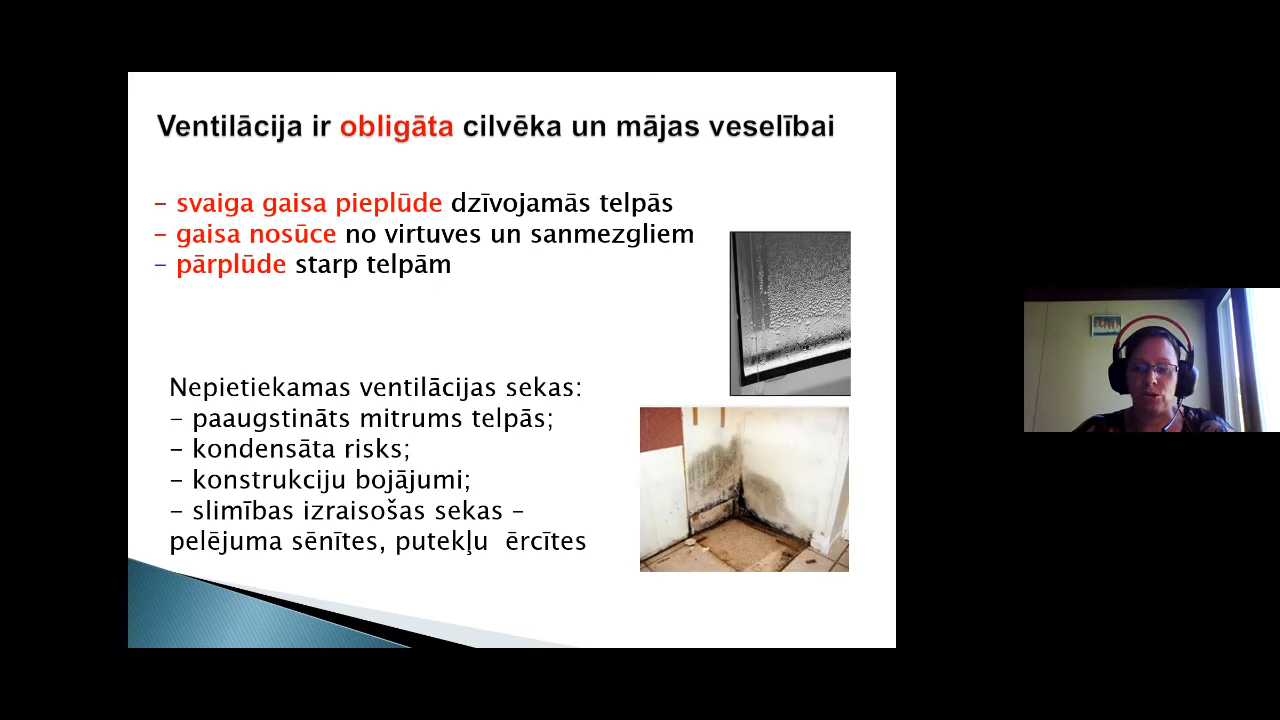 Ventilācija ir obligāta cilvēka un mājas veselībai
- svaiga gaisa pieplūde dzīvojamās telpās
- gaisa nosūce no virtuves un sanmezgliem
- pārplūde starp telpām
Nepietiekamas ventilācijas sekas:
- paaugstināts mitrums telpās;
- kondensāta risks;
- konstrukciju bojājumi;
- slimības izraisošas sekas -
pelējuma sēnītes, putekļu ērcītes